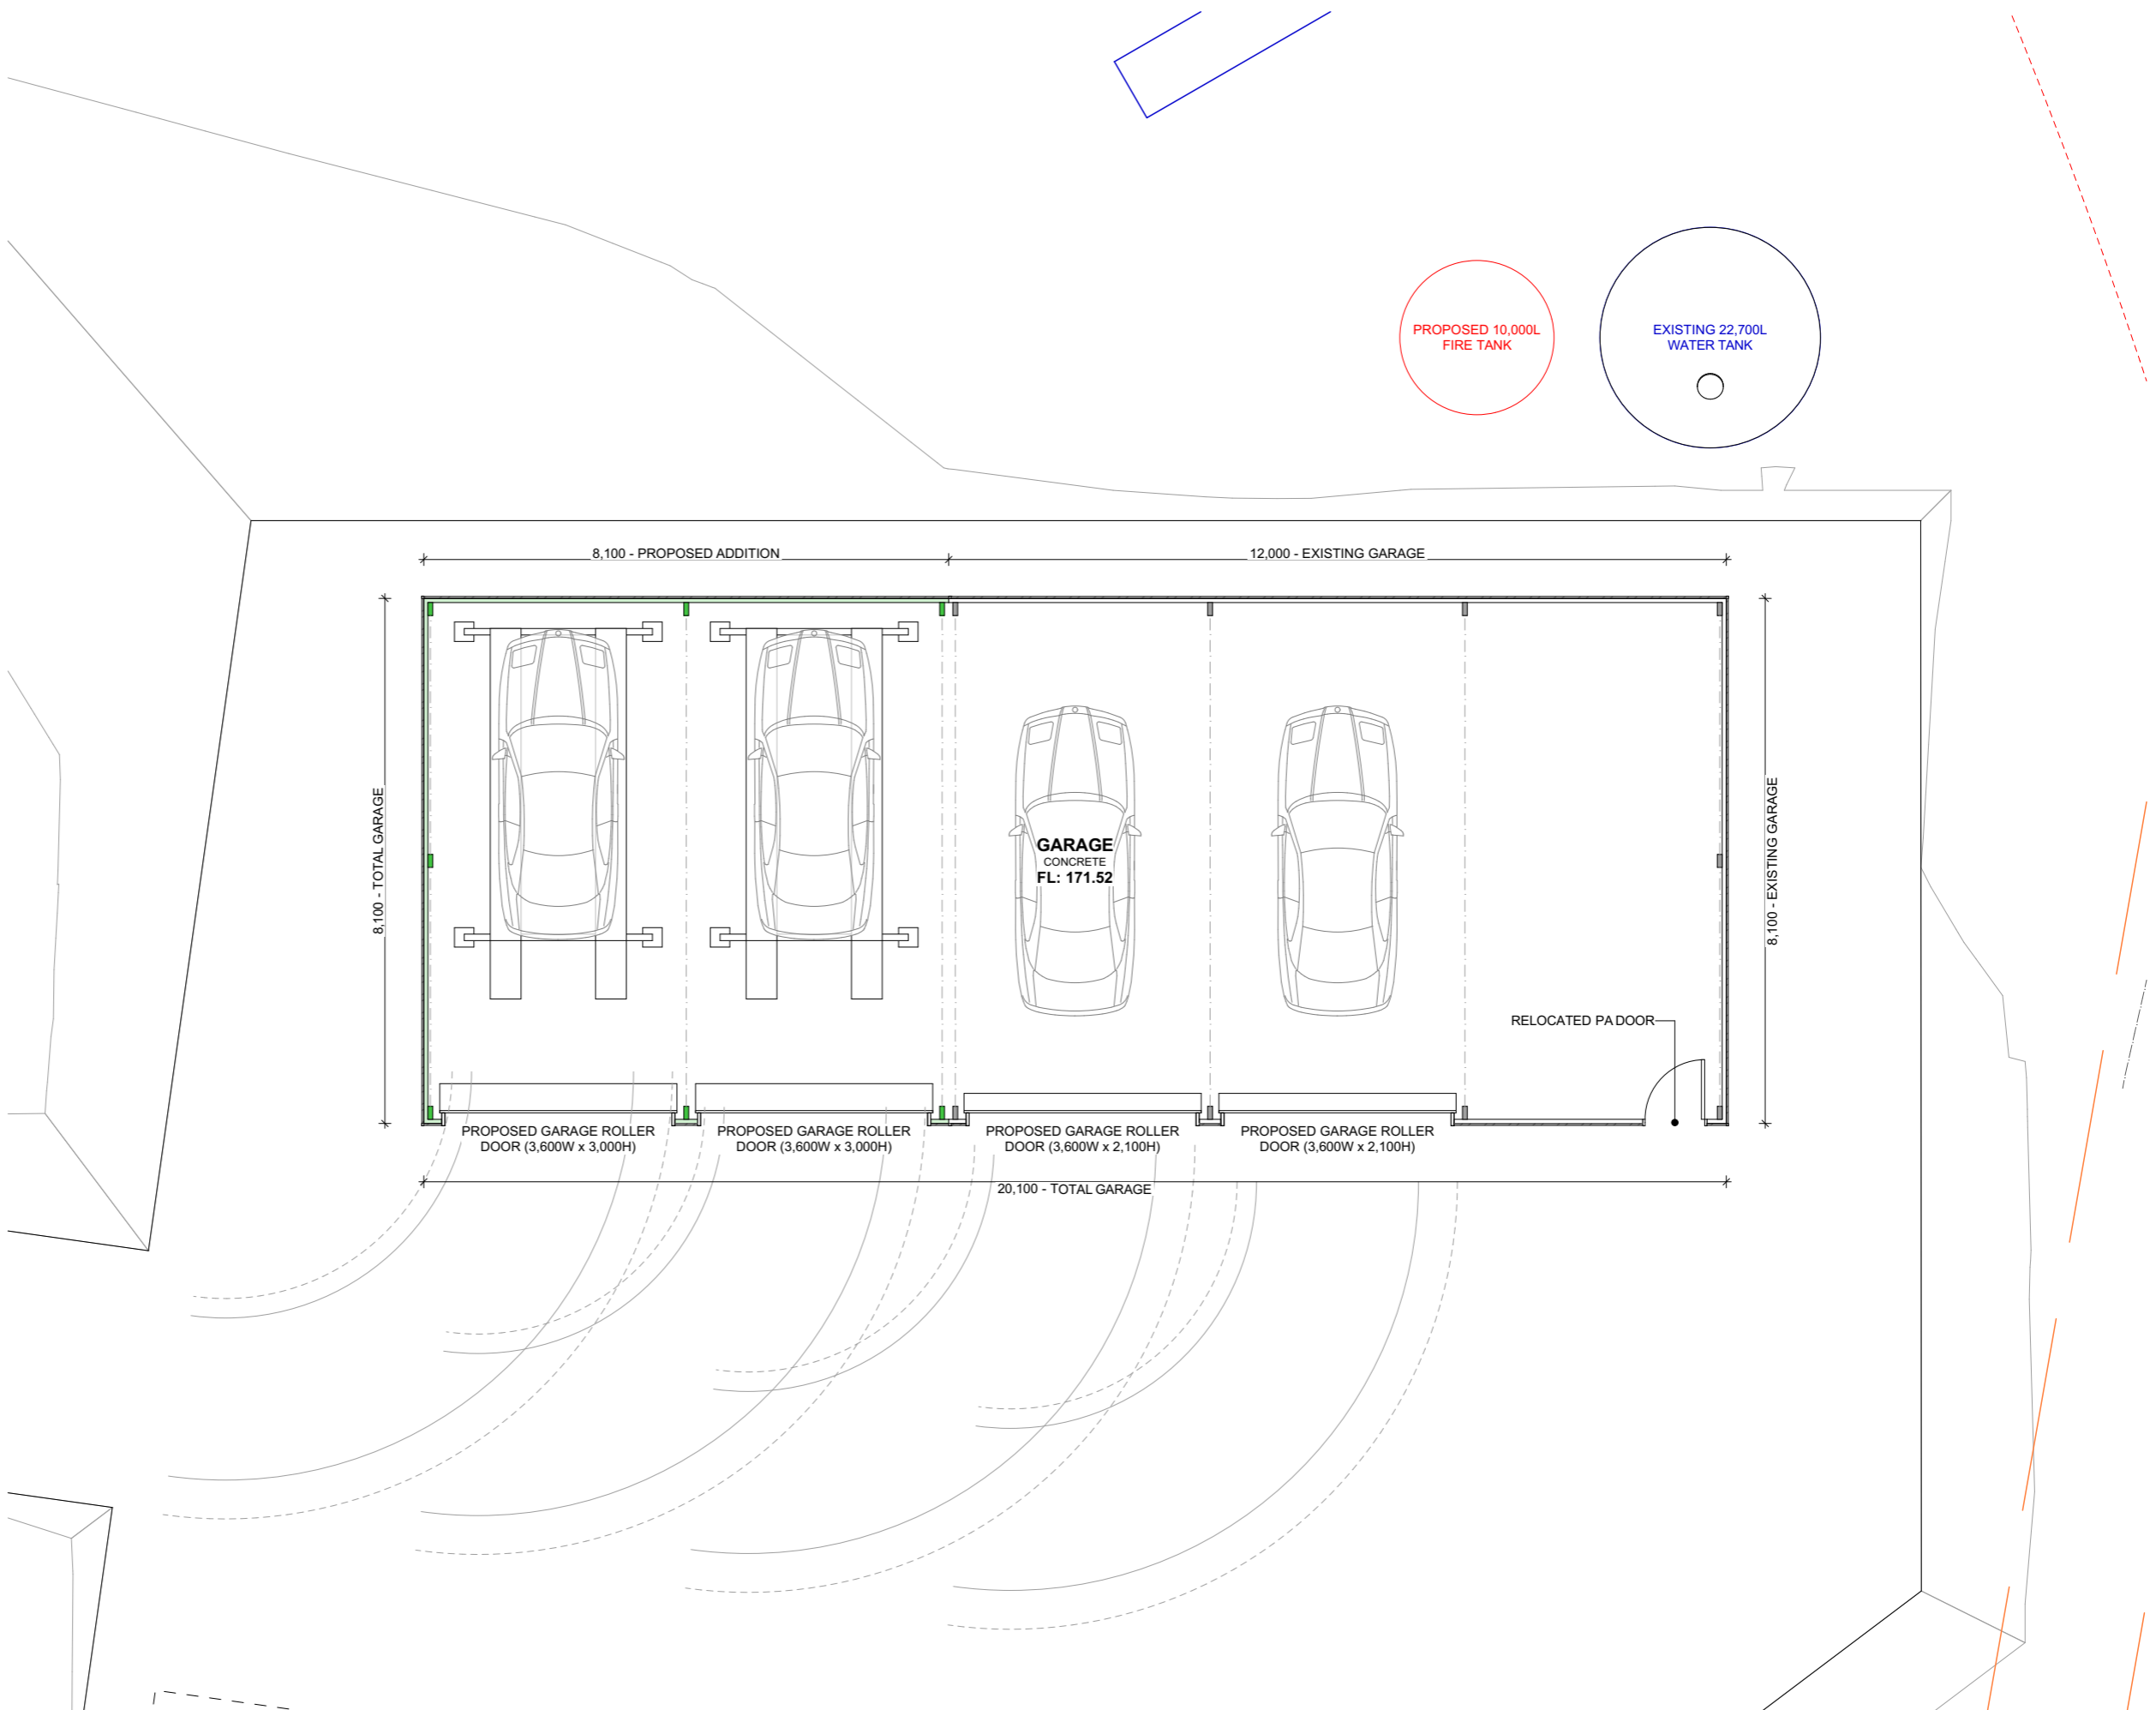 PROPOSED 10,000L
FIRE TANK
EXISTING 22,700L
WATER TANK
8,100 - PROPOSED ADDITION
12,000 - EXISTING GARAGE
8,100 - TOTAL GARAGE
8,100 - EXISTING GARAGE
GARAGE
CONCRETE
FL: 171.52
RELOCATED PA DOOR
PROPOSED GARAGE ROLLER
DOOR (3,600W x 3,000H)
PROPOSED GARAGE ROLLER
DOOR (3,600W x 3,000H)
PROPOSED GARAGE ROLLER
DOOR (3,600W x 2,100H)
PROPOSED GARAGE ROLLER
DOOR (3,600W x 2,100H)
20,100 - TOTAL GARAGE